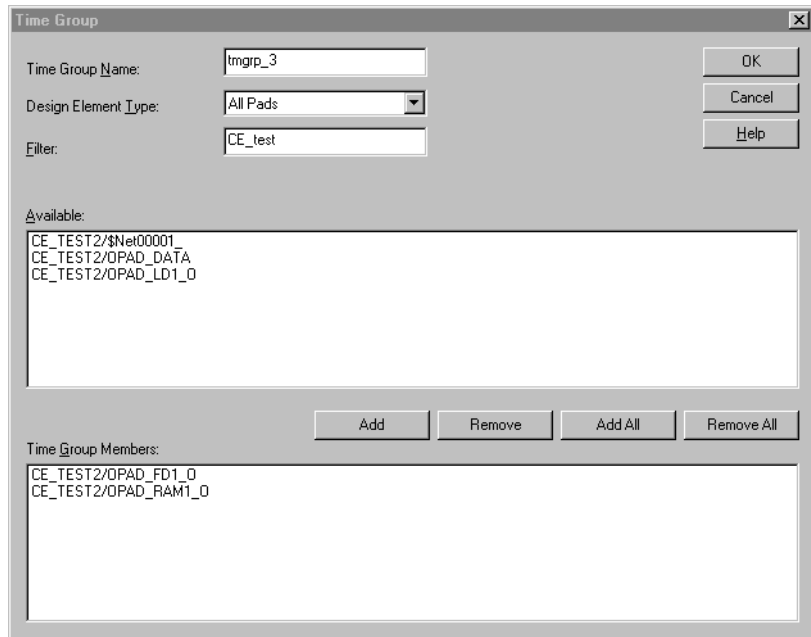 Time Group
Time Group Name:
tmgrp_3
OK
Design Element Type:
All Pads
Cancel
Filter:
CE_test
Help
Available:
CE_TEST2/$Net00001_
CE_TEST2/OPAD_DATA
CE_TEST2/OPAD_LD1_O
Add
Remove
Add All
Remove All
Time Group Members:
CE_TEST2/OPAD_FD1_O
CE_TEST2/OPAD_RAM1_O